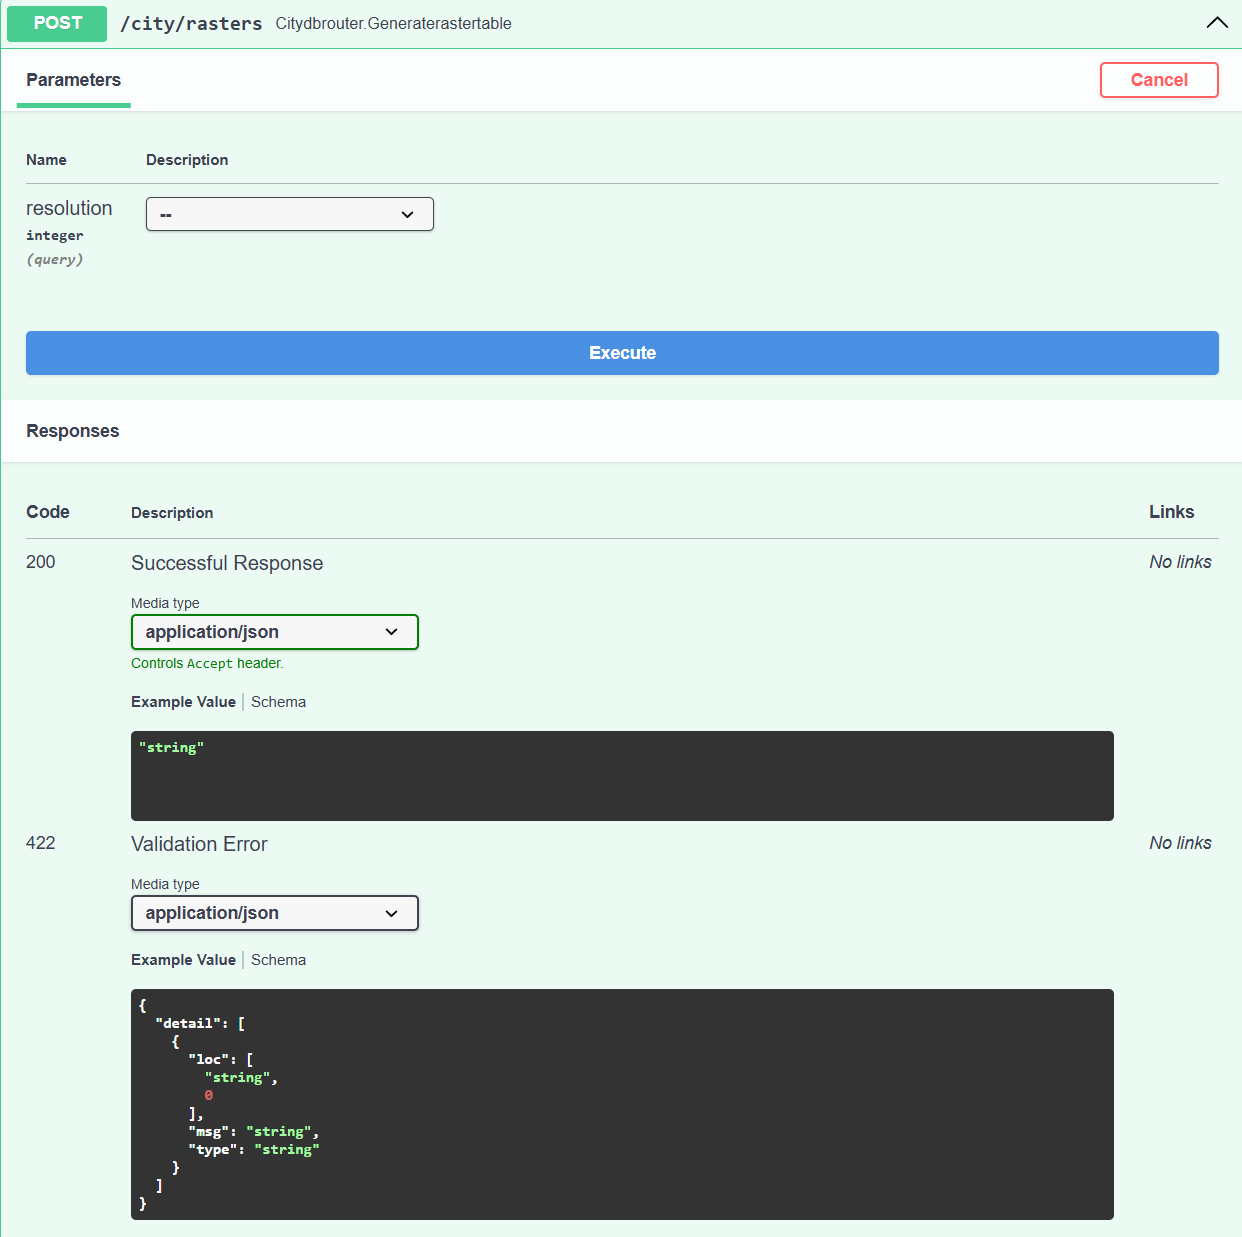 POST /city/rasters Citydbrouter.Generaterastertable
Parameters Cancel
Name Description
resolution --
integer
(query)
Execute
Responses
Code Description Links
200 Successful Response No links
Media type
application/json
Controls Accept header.
Example Value | Schema
"string"
422 Validation Error No links
Media type
application/json
Example Value | Schema
{
  "detail": [
    {
      "loc": [
        "string",
        0
      ],
      "msg": "string",
      "type": "string"
    }
  ]
}